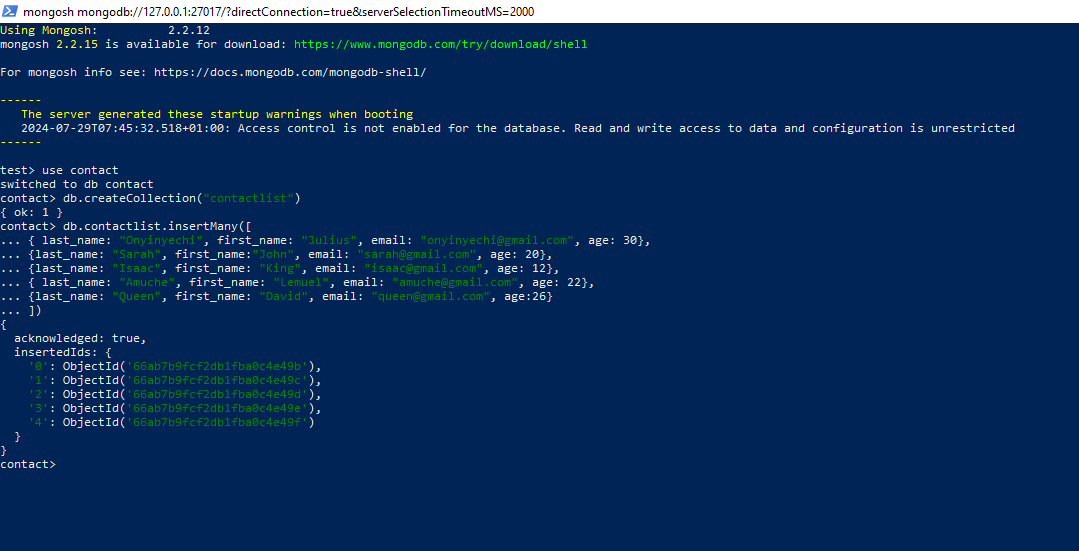 mongosh mongodb://127.0.0.1:27017/?directConnection=true&serverSelectionTimeoutMS=2000
Using Mongosh:          2.2.12
mongosh 2.2.15 is available for download: https://www.mongodb.com/try/download/shell
For mongosh info see: https://docs.mongodb.com/mongodb-shell/
------
   The server generated these startup warnings when booting
   2024-07-29T07:45:32.518+01:00: Access control is not enabled for the database. Read and write access to data and configuration is unrestricted
------
test> use contact
switched to db contact
contact> db.createCollection("contactlist")
{ ok: 1 }
contact> db.contactlist.insertMany([
... { last_name: "Onyinyechi", first_name: "Julius", email: "onyinyechi@gmail.com", age: 30},
... {last_name: "Sarah", first_name:"John", email: "sarah@gmail.com", age: 20},
... {last_name: "Isaac", first_name: "King", email: "isaac@gmail.com", age: 12},
... { last_name: "Amuche", first_name: "Lemuel", email: "amuche@gmail.com", age: 22},
... {last_name: "Queen", first_name: "David", email: "queen@gmail.com", age:26}
... ])
{
  acknowledged: true,
  insertedIds: {
    '0': ObjectId('66ab7b9fcf2db1fba0c4e49b'),
    '1': ObjectId('66ab7b9fcf2db1fba0c4e49c'),
    '2': ObjectId('66ab7b9fcf2db1fba0c4e49d'),
    '3': ObjectId('66ab7b9fcf2db1fba0c4e49e'),
    '4': ObjectId('66ab7b9fcf2db1fba0c4e49f')
  }
}
contact>